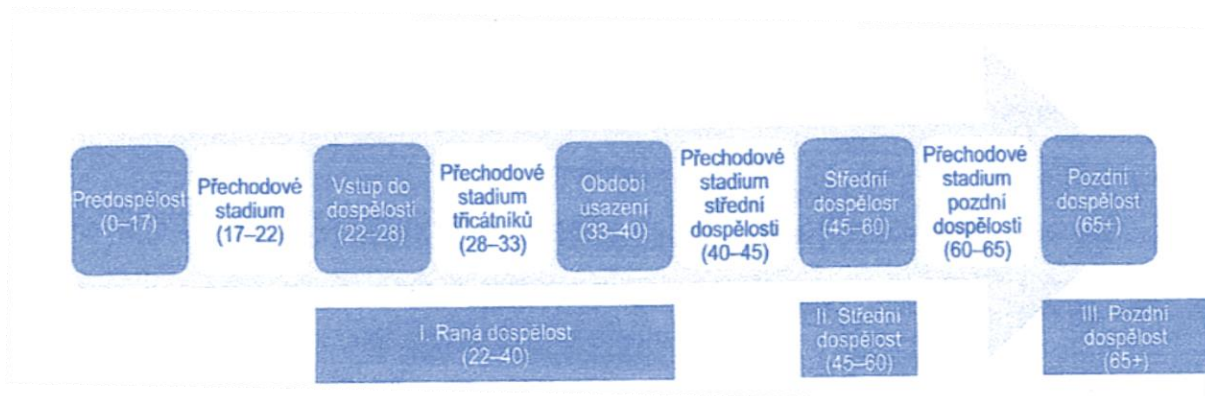 Predospělost
(0–17)
Přechodové
stadium
(17–22)
Vstup do
dospělosti
(22–28)
Přechodové
stadium
třicátníků
(28–33)
Období
usazení
(33–40)
Přechodové
stadium
střední
dospělosti
(40–45)
Střední
dospělosr
(45–60)
Přechodové
stadium
pozdní
dospělosti
(60–65)
Pozdní
dospělost
(65+)
I. Raná dospělost
(22–40)
II. Střední
dospělost
(45–60)
III. Pozdní
dospělost
(65+)